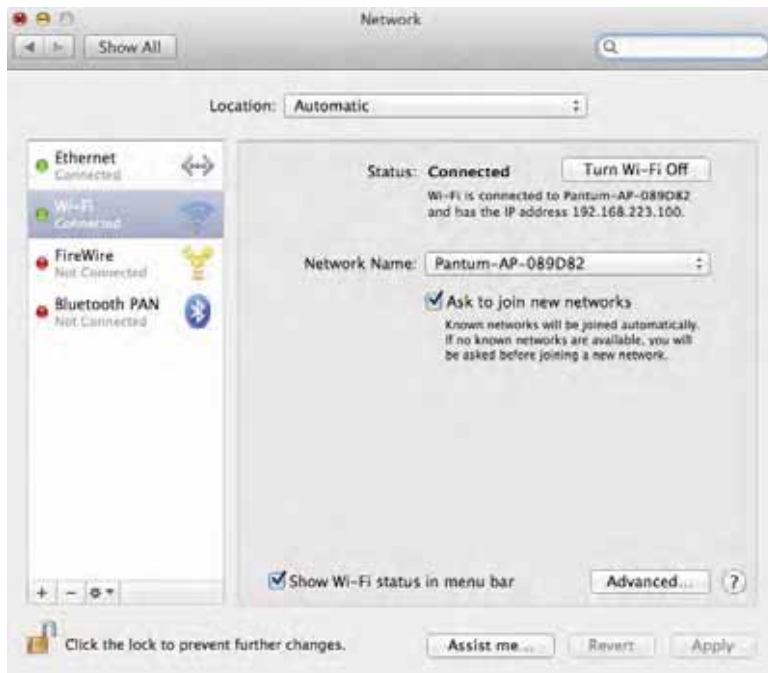 Network
Show All
Location: Automatic
Ethernet
Connected
Wi-Fi
Connected
FireWire
Not Connected
Bluetooth PAN
Not Connected
Status: Connected
Turn Wi-Fi Off
Wi-Fi is connected to Pantum-AP-089D82
and has the IP address 192.168.223.100.
Network Name: Pantum-AP-089D82
Ask to join new networks
Known networks will be joined automatically.
If no known networks are available, you will
be asked before joining a new network.
Show Wi-Fi status in menu bar
Advanced...
?
+ −
Click the lock to prevent further changes.
Assist me...
Revert
Apply